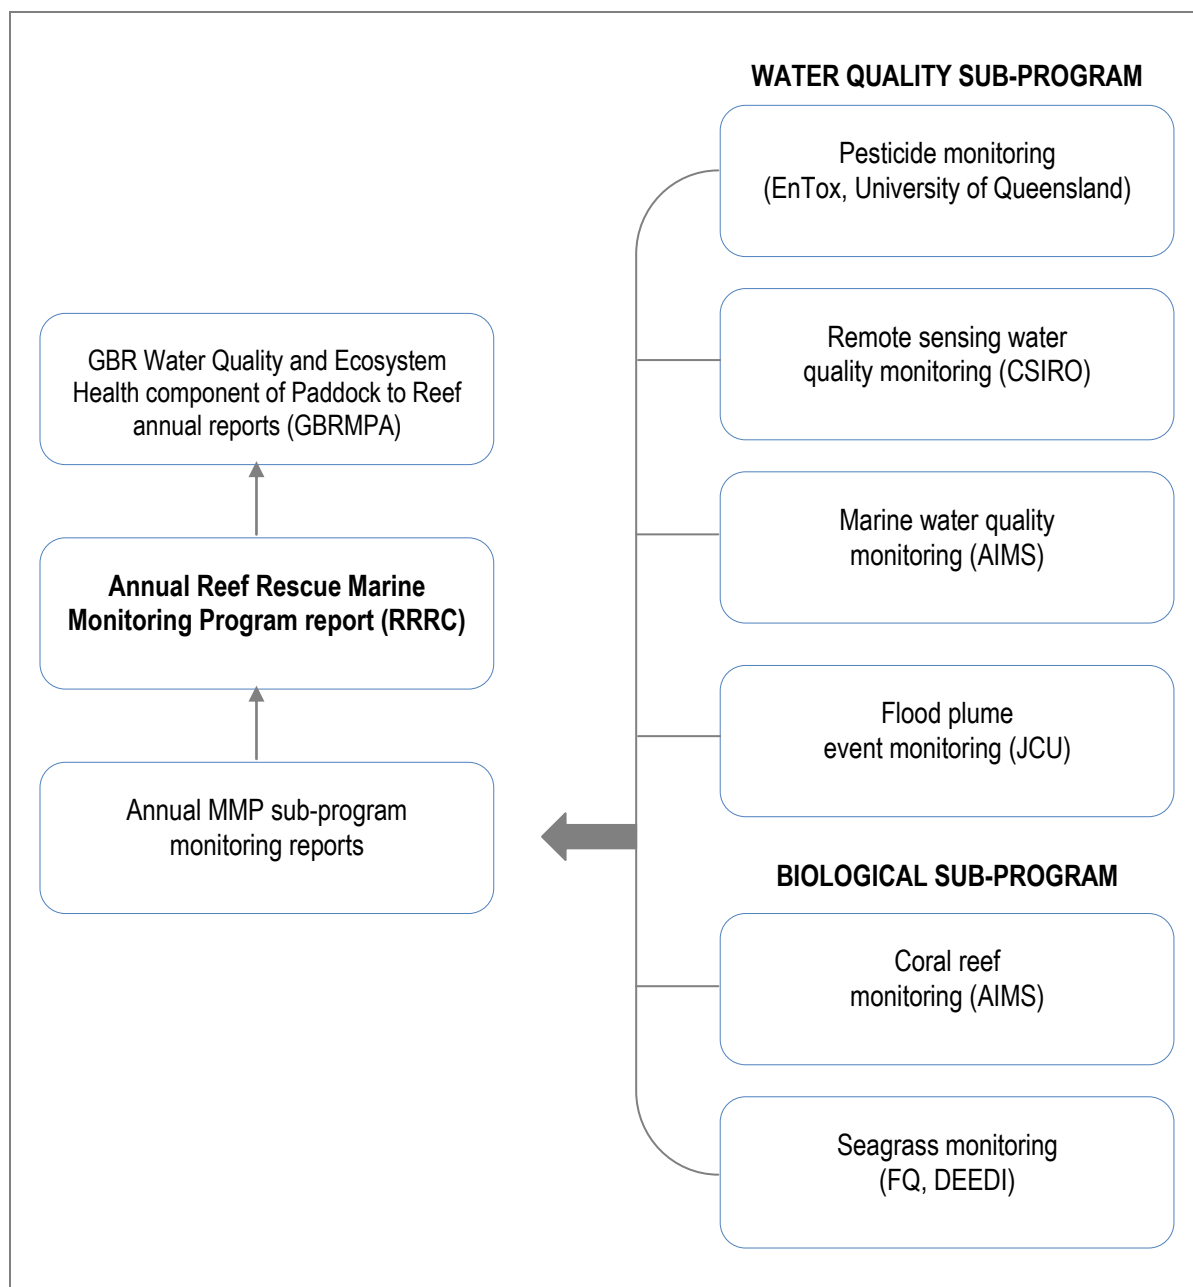 WATER QUALITY SUB-PROGRAM
Pesticide monitoring
(EnTox, University of Queensland)
Remote sensing water
quality monitoring (CSIRO)
Marine water quality
monitoring (AIMS)
Flood plume
event monitoring (JCU)
BIOLOGICAL SUB-PROGRAM
Coral reef
monitoring (AIMS)
Seagrass monitoring
(FQ, DEEDI)
GBR Water Quality and Ecosystem
Health component of Paddock to Reef
annual reports (GBRMPA)
Annual Reef Rescue Marine
Monitoring Program report (RRRC)
Annual MMP sub-program
monitoring reports